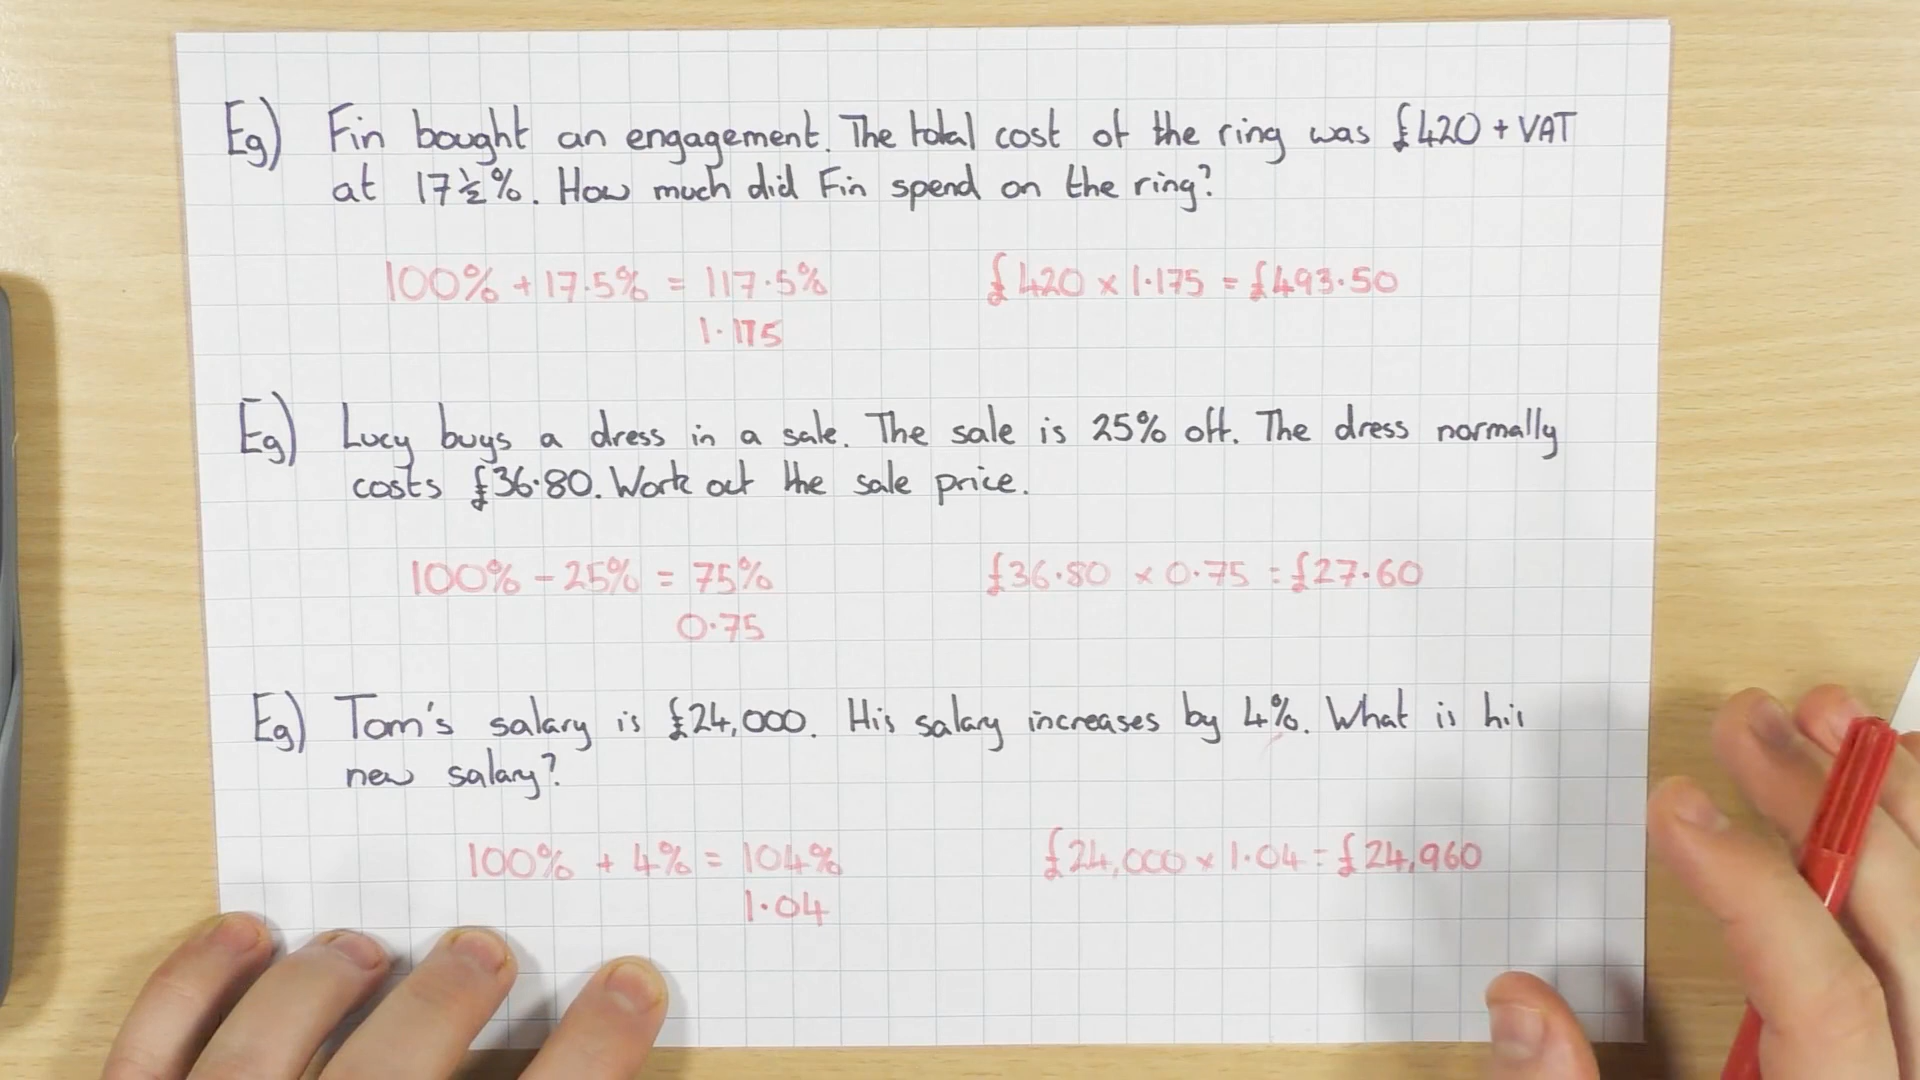 Eg) Fin bought an engagement. The total cost of the ring was £420 + VAT
at 17½%. How much did Fin spend on the ring?
100% + 17.5% = 117.5% £420 × 1.175 = £493.50
1.175
Eg) Lucy buys a dress in a sale. The sale is 25% off. The dress normally
costs £36.80. Work out the sale price.
100% - 25% = 75% £36.80 × 0.75 = £27.60
0.75
Eg) Tom's salary is £24,000. His salary increases by 4%. What is his
new salary?
100% + 4% = 104% £24,000 × 1.04 = £24,960
1.04